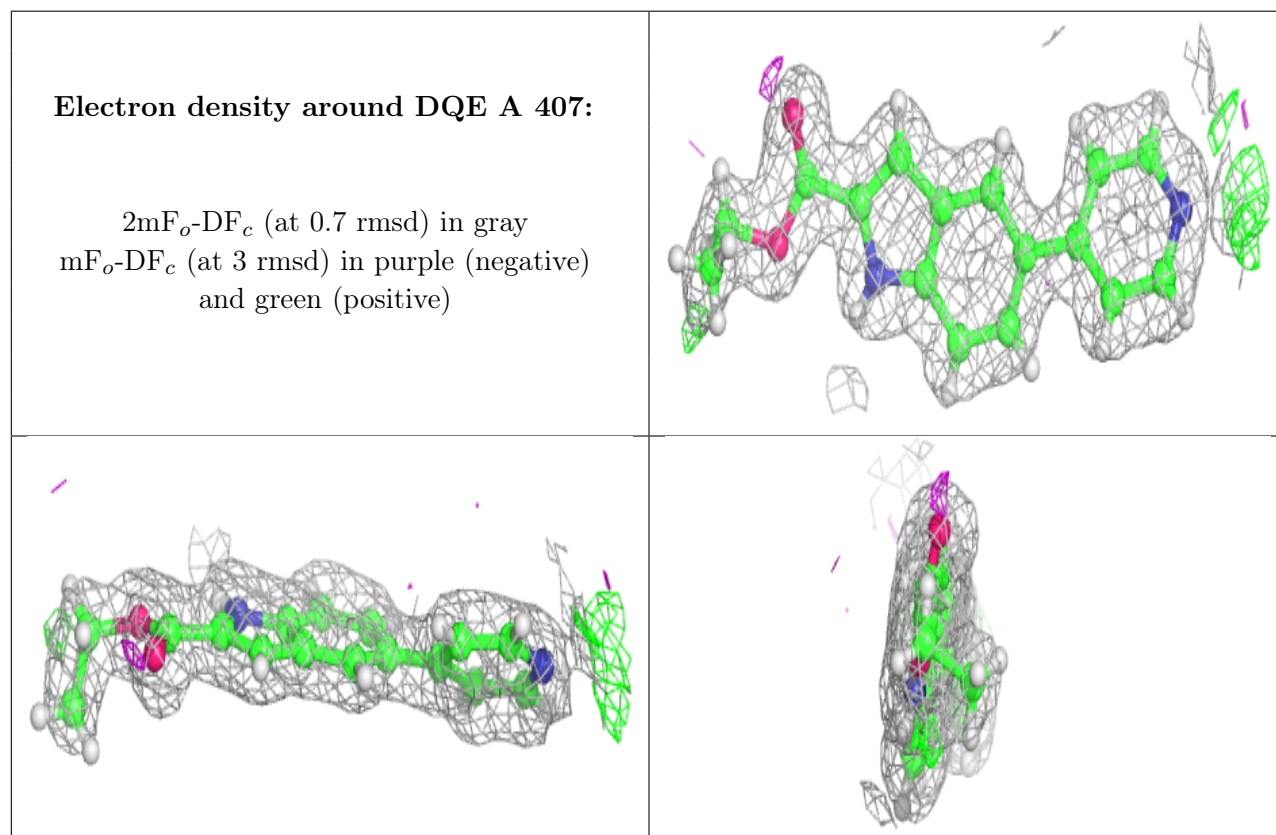 Electron density around DQE A 407:
2mFo-DFc (at 0.7 rmsd) in gray
mFo-DFc (at 3 rmsd) in purple (negative)
and green (positive)